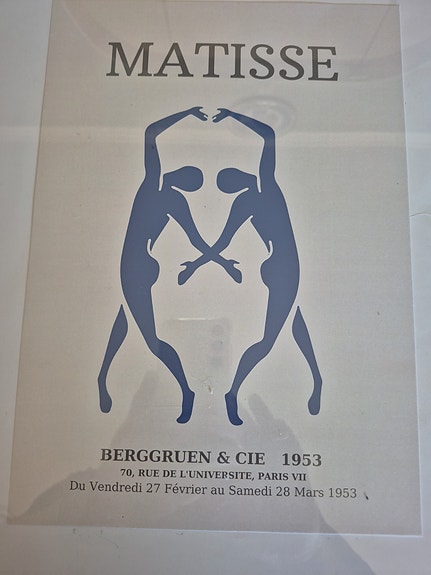 MATISSE
BERGGRUEN & CIE 1953
70, RUE DE L'UNIVERSITE, PARIS VII
Du Vendredi 27 Février au Samedi 28 Mars 1953